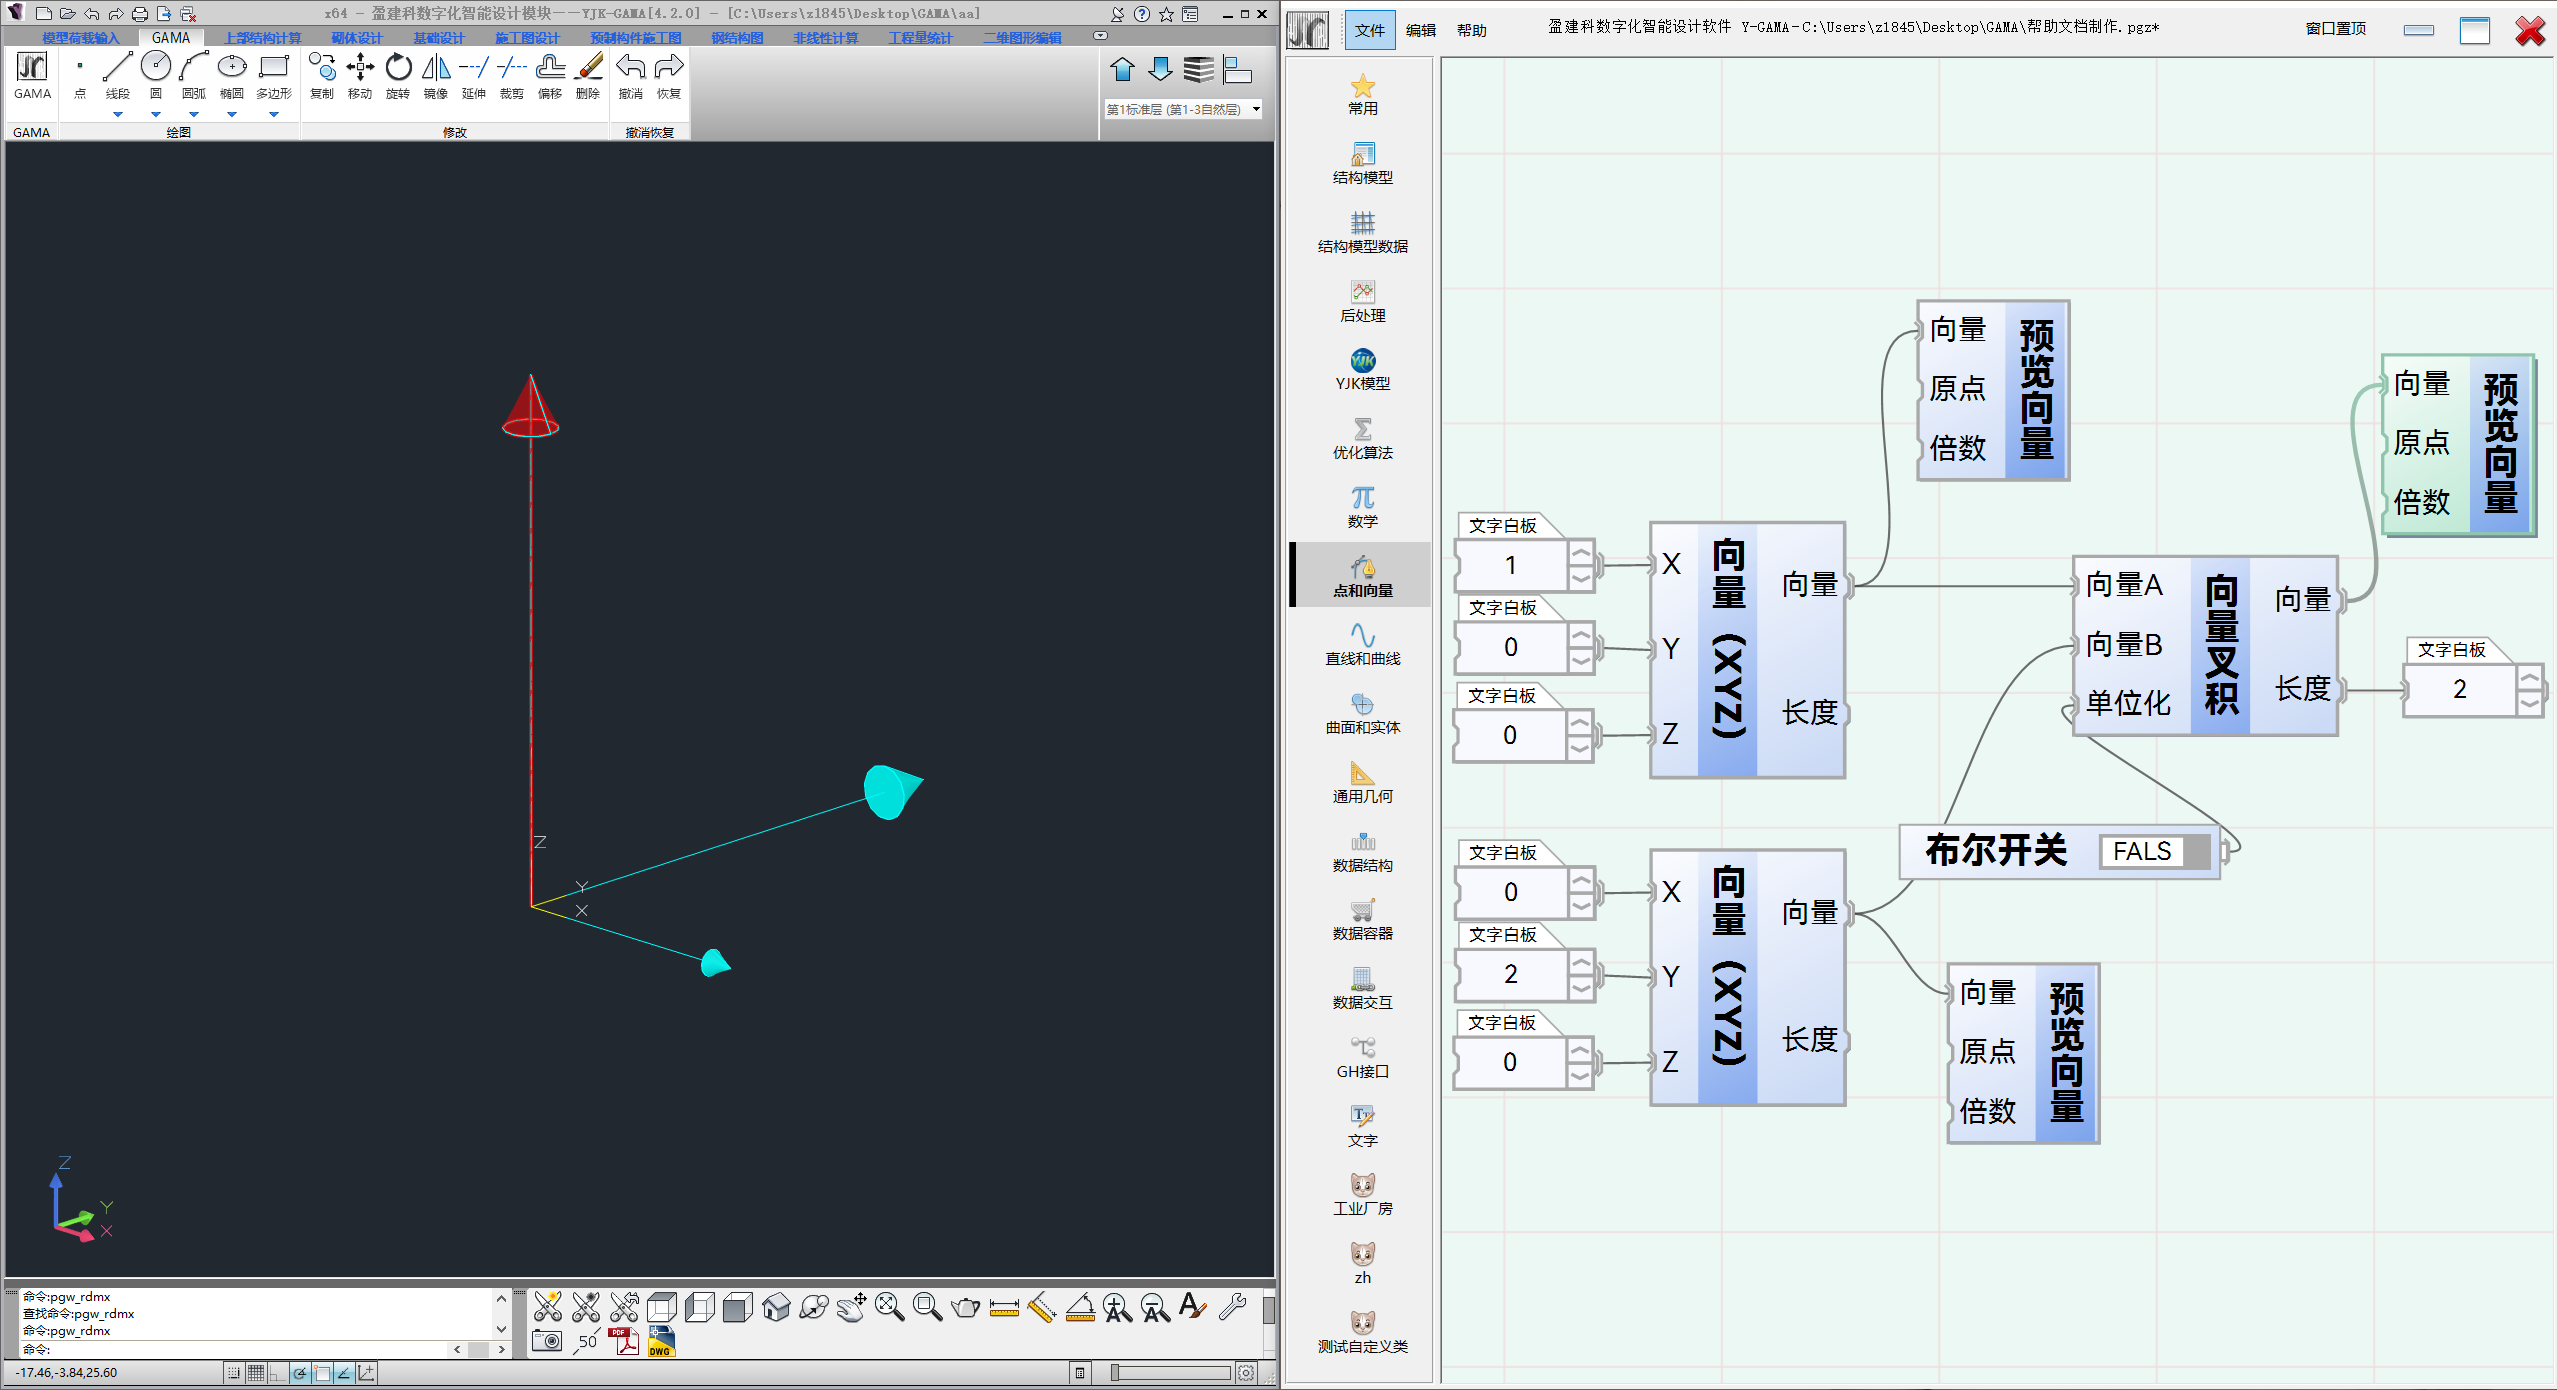 x64 - 盈建科数字化智能设计模块——YJK-GAMA[4.2.0] - [C:\Users\z1845\Desktop\GAMA\aa]
模型荷载输入 GAMA 上部结构计算 砌体设计 基础设计 施工图设计 预制构件施工图 钢结构图 非线性计算 工程量统计 二维图形编辑
GAMA 点 线段 圆 圆弧 椭圆 多边形 复制 移动 旋转 镜像 延伸 裁剪 偏移 删除 撤消 恢复
第1标准层 (第1-3自然层)
GAMA 绘图 修改 撤消恢复
Z
Y
X
Z
Y
X
命令:pgw_rdmx
查找命令:pgw_rdmx
命令:pgw_rdmx
命令:
50
PDF
DWG
-17.46,-3.84,25.60
文件 编辑 帮助
盈建科数字化智能设计软件 Y-GAMA-C:\Users\z1845\Desktop\GAMA\帮助文档制作.pgz*
窗口置顶
常用
结构模型
结构模型数据
后处理
YJK
YJK模型
Σ
优化算法
π
数学
点和向量
直线和曲线
曲面和实体
通用几何
数据结构
数据容器
数据交互
GH接口
文字
工业厂房
zh
测试自定义类
向量
原点
倍数
预览向量
向量
原点
倍数
预览向量
文字白板
1
文字白板
0
文字白板
0
X
Y
Z
向量 (XYZ)
向量
长度
向量A
向量B
单位化
向量叉积
向量
长度
文字白板
2
布尔开关 FALS
文字白板
0
文字白板
2
文字白板
0
X
Y
Z
向量 (XYZ)
向量
长度
向量
原点
倍数
预览向量